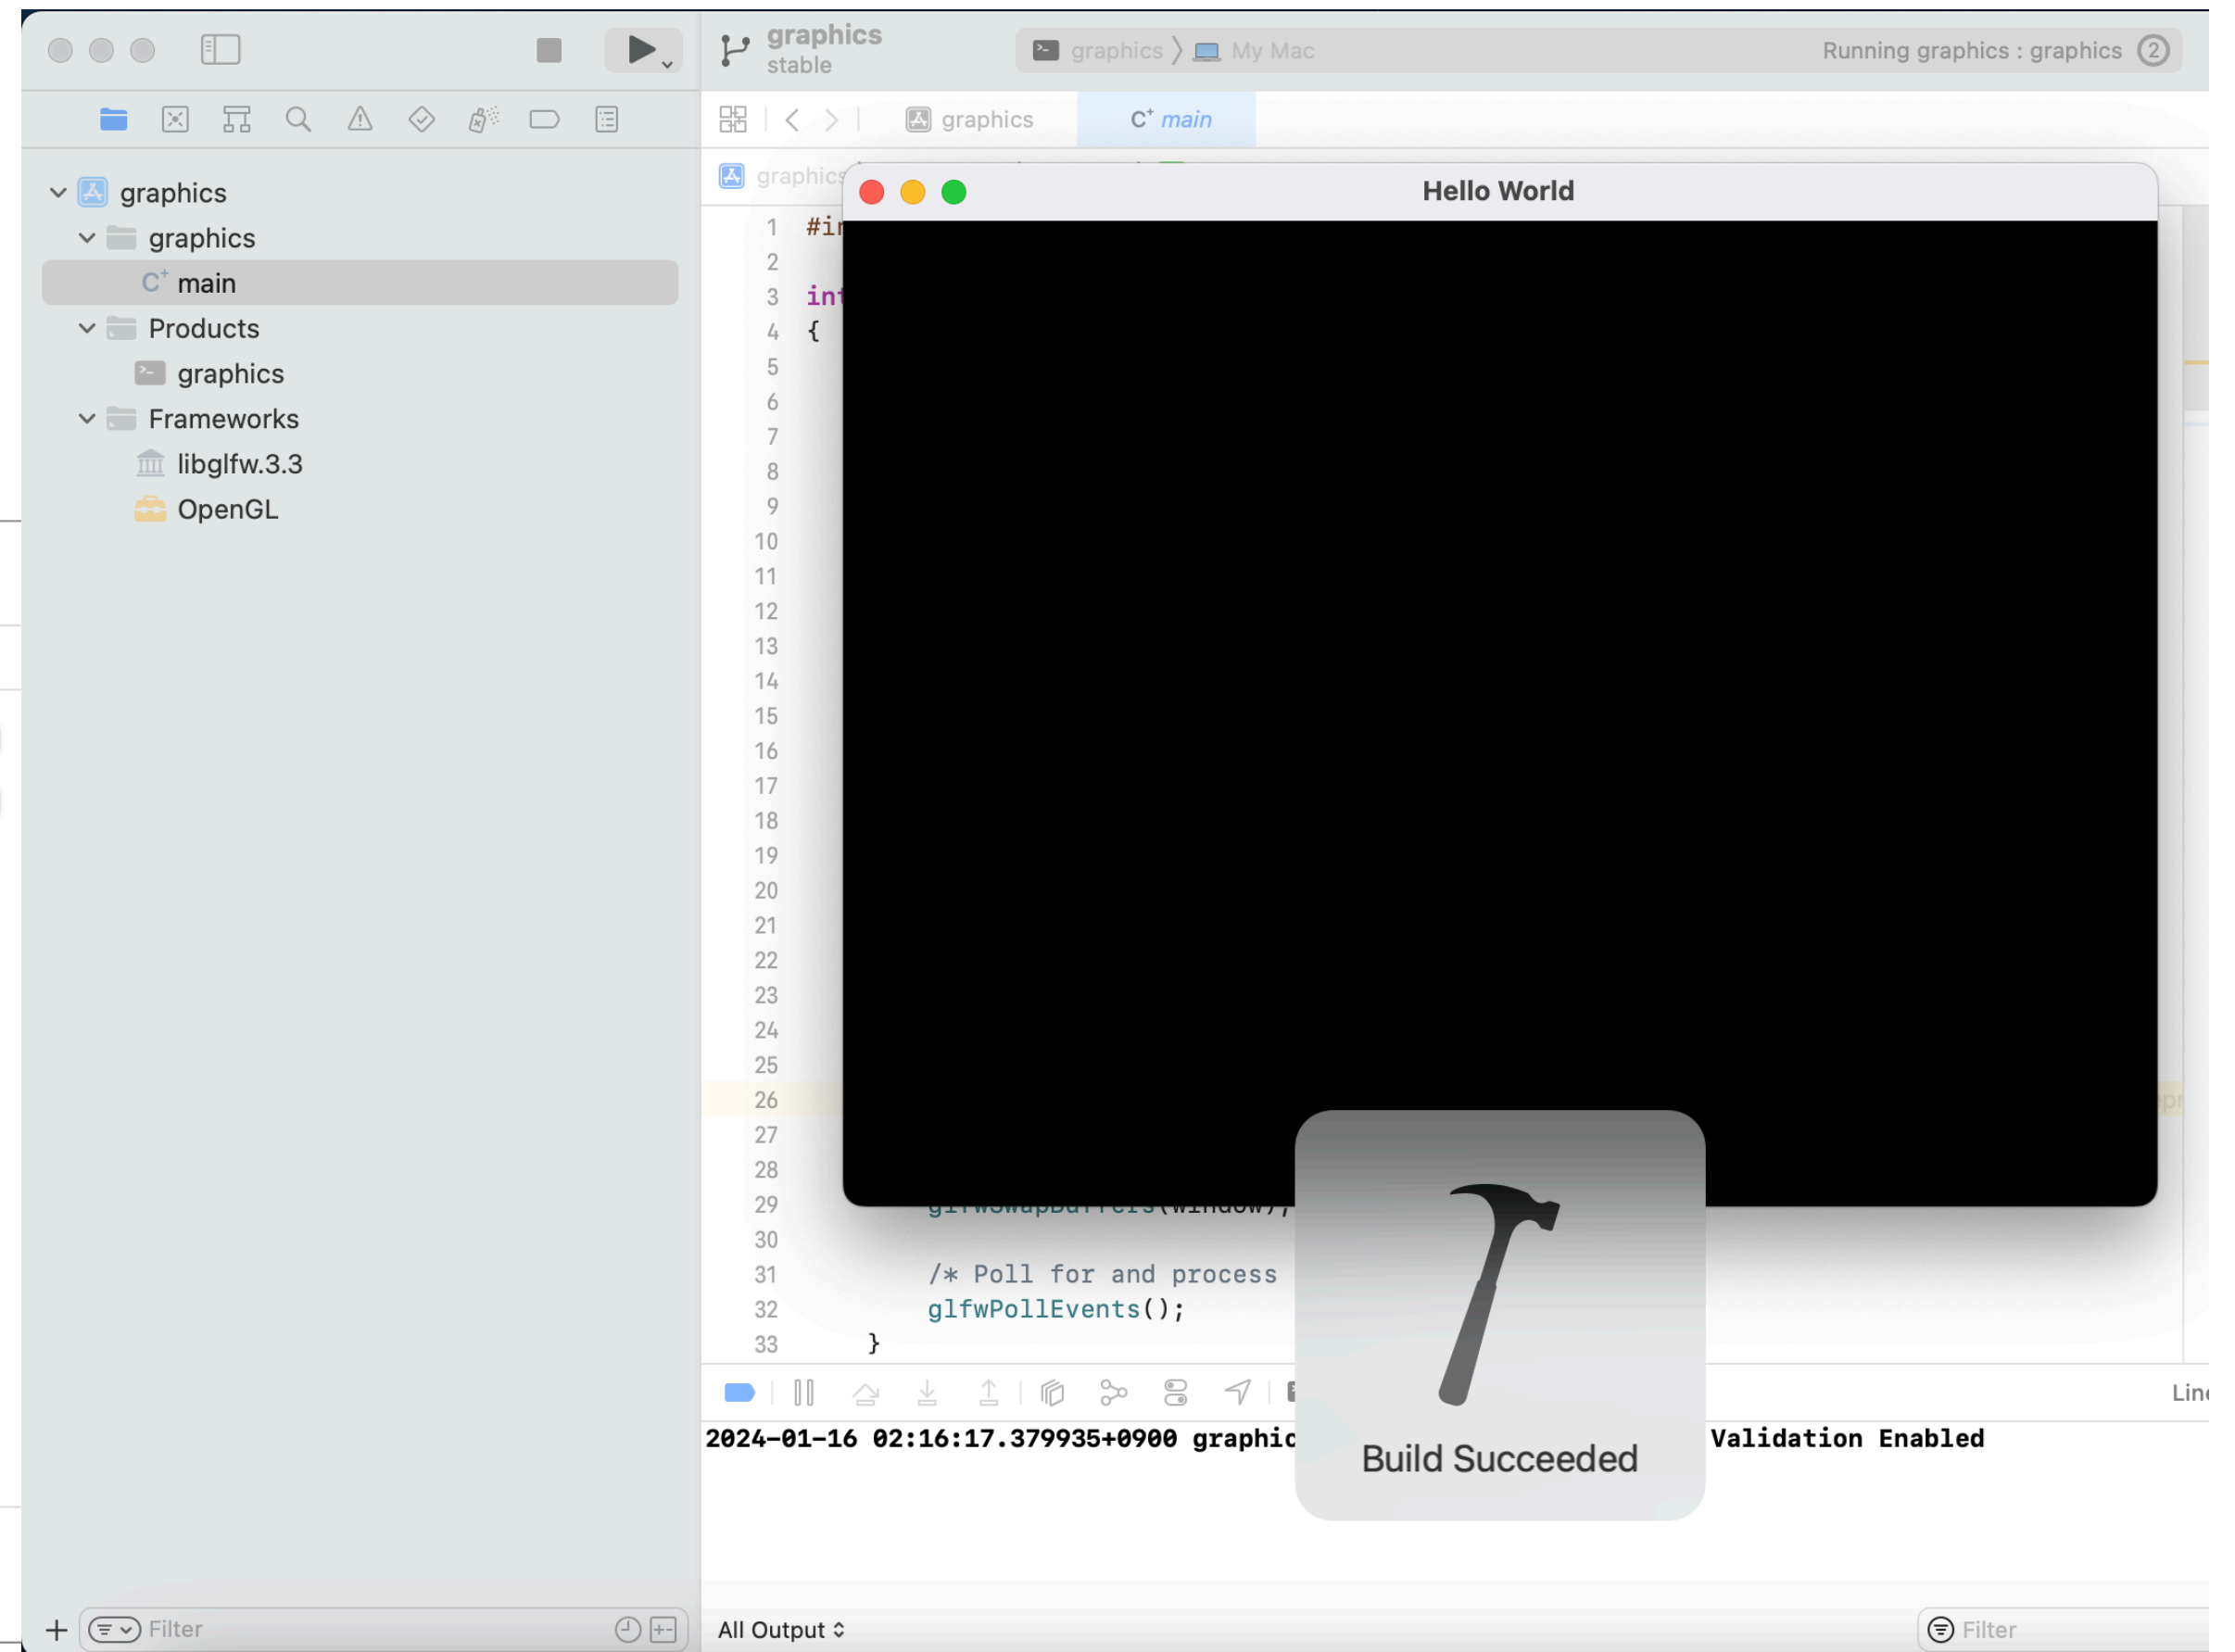 graphics
stable
graphics My Mac
Running graphics : graphics 2
graphics
main
graphics
graphics
graphics
main
Products
graphics
Frameworks
libglfw.3.3
OpenGL
Hello World
1
2
3
4 {
5
6
7
8
9
10
11
12
13
14
15
16
17
18
19
20
21
22
23
24
25
26
27
28
29 glfwSwapBuffers(window);
30
31 /* Poll for and process
32 glfwPollEvents();
33 }
2024-01-16 02:16:17.379935+0900 graphic Validation Enabled
Build Succeeded
Filter
All Output
Filter